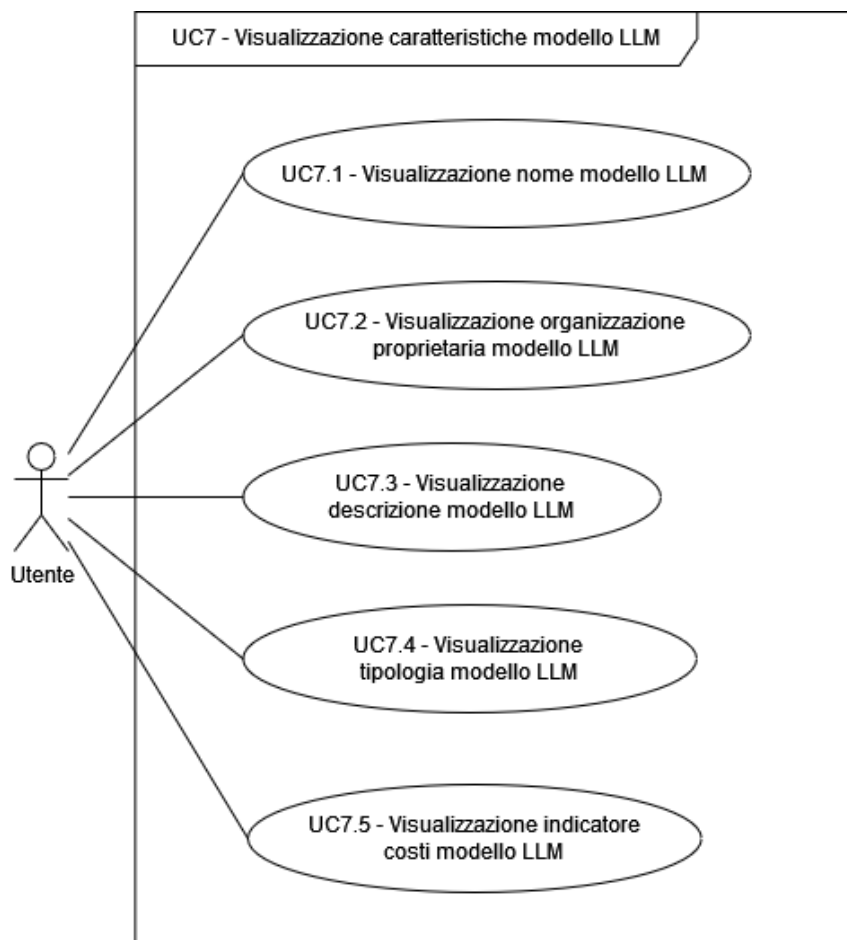 UC7 - Visualizzazione caratteristiche modello LLM
UC7.1 - Visualizzazione nome modello LLM
UC7.2 - Visualizzazione organizzazione
proprietaria modello LLM
UC7.3 - Visualizzazione
descrizione modello LLM
Utente
UC7.4 - Visualizzazione
tipologia modello LLM
UC7.5 - Visualizzazione indicatore
costi modello LLM